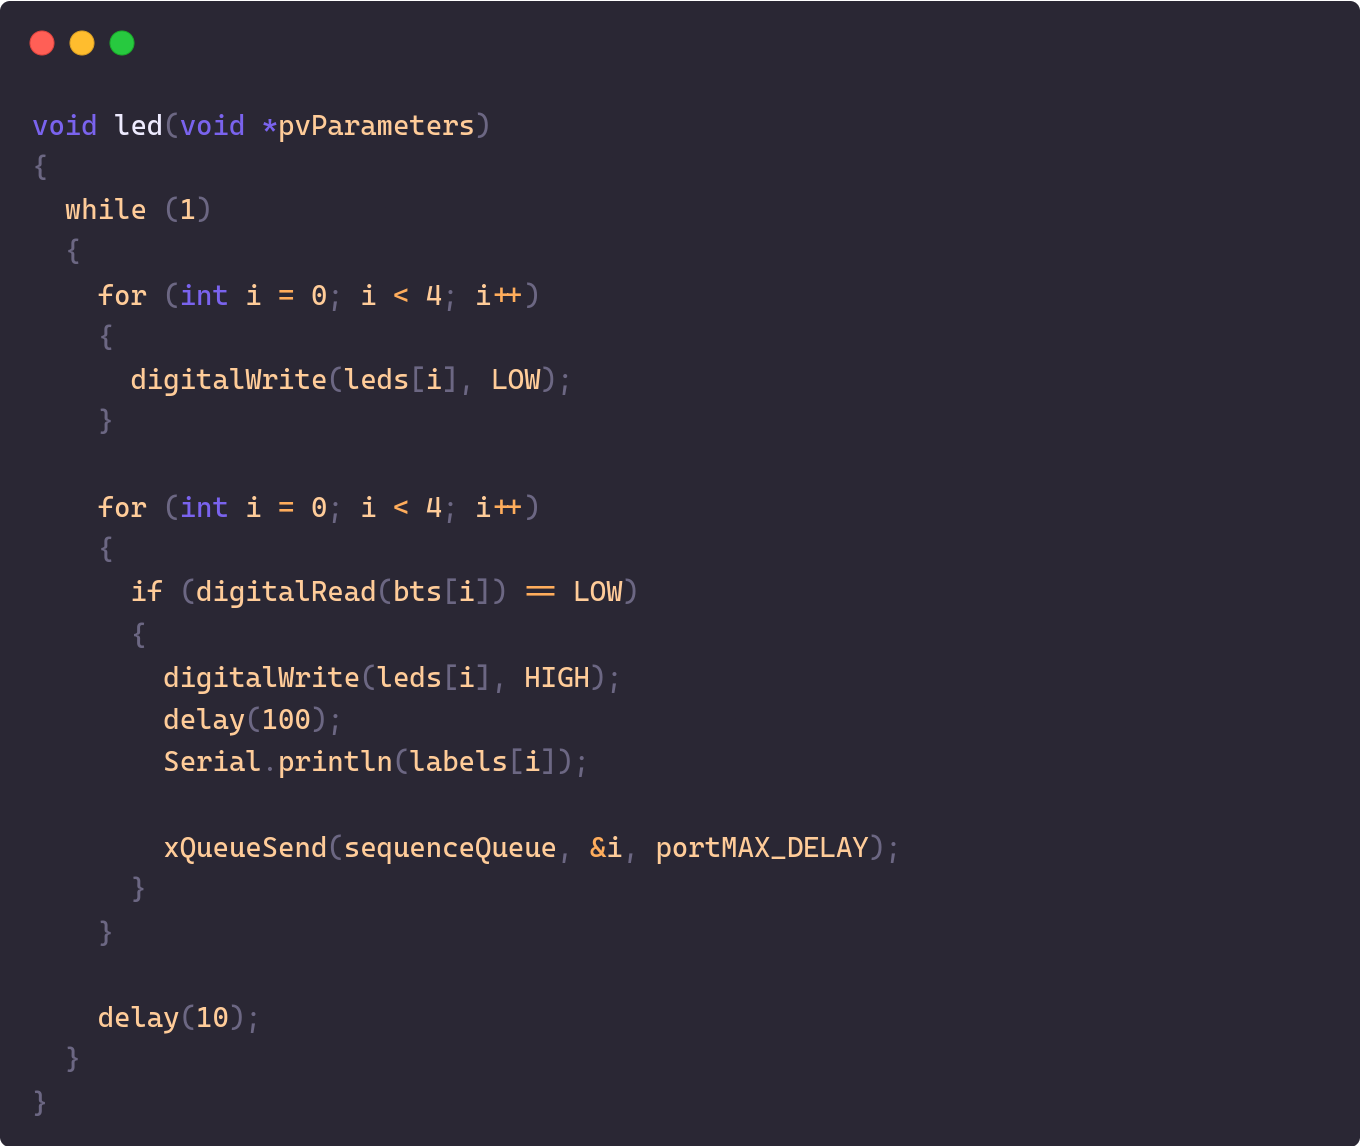 void led(void *pvParameters)
{
  while (1)
  {
    for (int i = 0; i < 4; i++)
    {
      digitalWrite(leds[i], LOW);
    }

    for (int i = 0; i < 4; i++)
    {
      if (digitalRead(bts[i]) == LOW)
      {
        digitalWrite(leds[i], HIGH);
        delay(100);
        Serial.println(labels[i]);

        xQueueSend(sequenceQueue, &i, portMAX_DELAY);
      }
    }

    delay(10);
  }
}